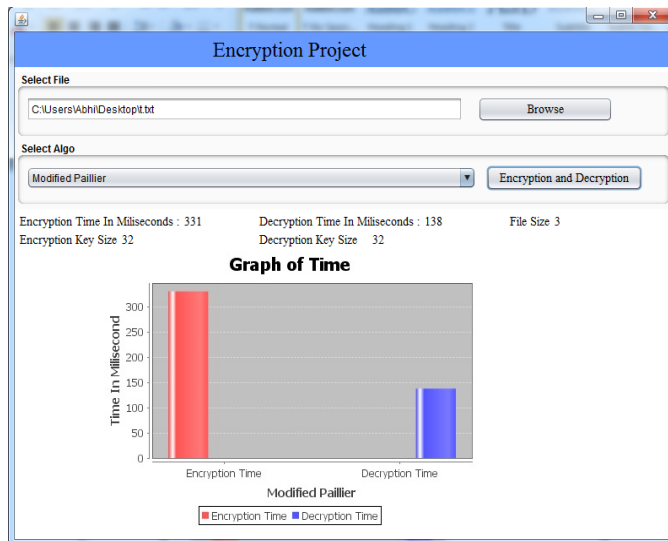 Encryption Project
Select File
C:\Users\Abhi\Desktop\t.txt
Browse
Select Algo
Modified Paillier
Encryption and Decryption
Encryption Time In Miliseconds : 331 Decryption Time In Miliseconds : 138 File Size 3
Encryption Key Size 32 Decryption Key Size 32
Graph of Time
Time In Milisecond
300
250
200
150
100
50
0
Encryption Time Decryption Time
Modified Paillier
Encryption Time Decryption Time